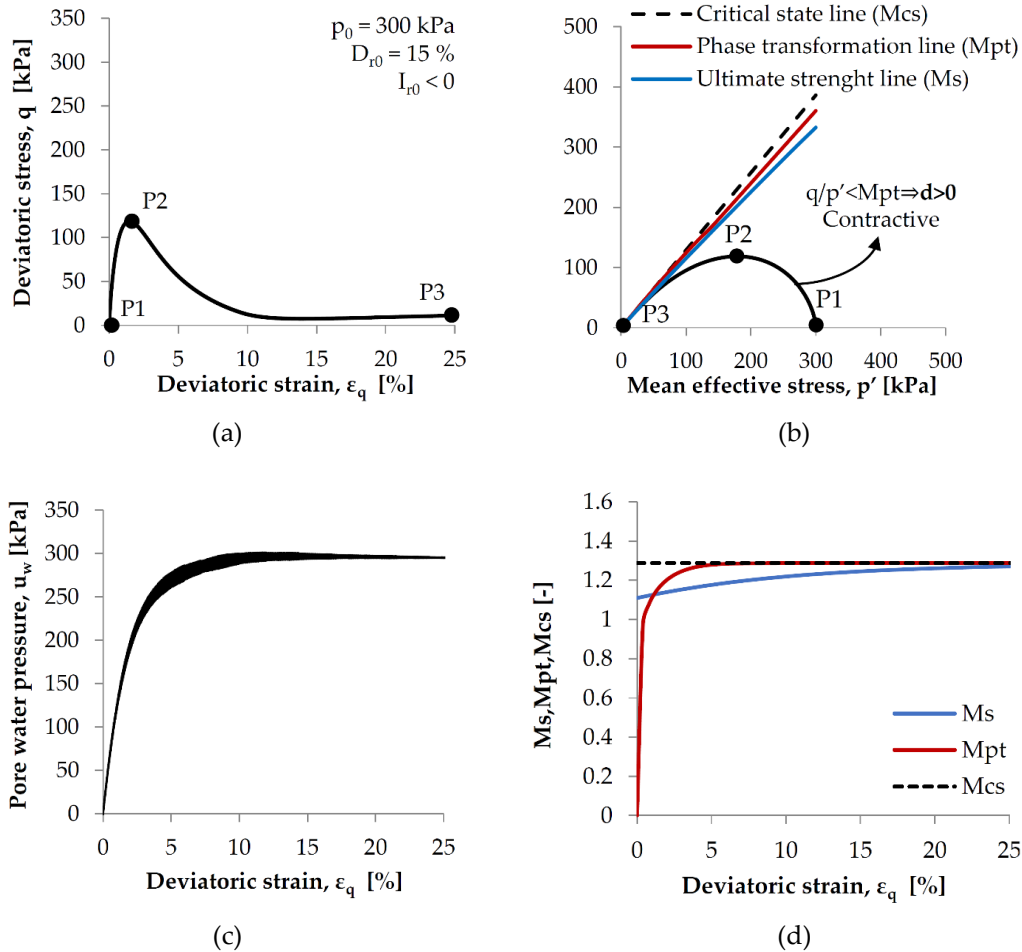 350
300
250
200
150
100
50
0
Deviatoric stress, q [kPa]
p0 = 300 kPa
Dr0 = 15 %
Ir0 < 0
P2
P1
P3
0
5
10
15
20
25
Deviatoric strain, εq [%]
(a)
500
400
300
200
100
0
Critical state line (Mcs)
Phase transformation line (Mpt)
Ultimate strenght line (Ms)
q/p'<Mpt⇒d>0
Contractive
P2
P1
P3
0
100
200
300
400
500
Mean effective stress, p' [kPa]
(b)
350
300
250
200
150
100
50
0
Pore water pressure, uw [kPa]
0
5
10
15
20
25
Deviatoric strain, εq [%]
(c)
1.6
1.4
1.2
1
0.8
0.6
0.4
0.2
0
Ms,Mpt,Mcs [-]
Ms
Mpt
Mcs
0
5
10
15
20
25
Deviatoric strain, εq [%]
(d)